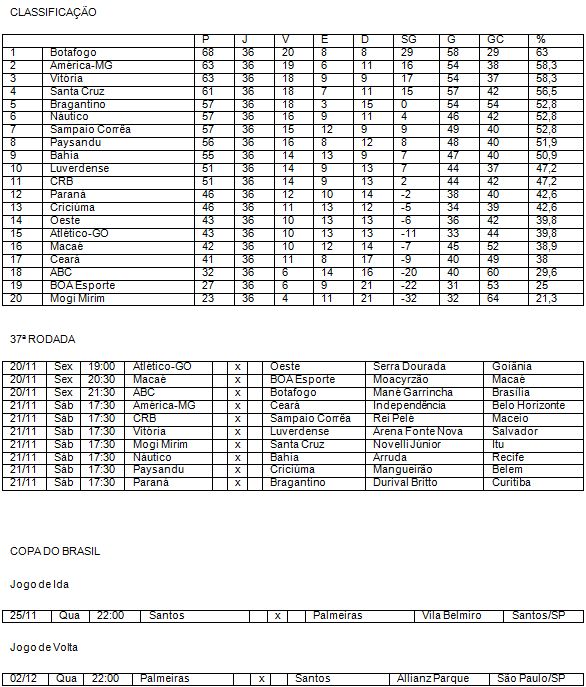 CLASSIFICAÇÃO
P J V E D SG G GC %
1 Botafogo 68 36 20 8 8 29 58 29 63
2 América-MG 63 36 19 6 11 16 54 38 58,3
3 Vitória 63 36 18 9 9 17 54 37 58,3
4 Santa Cruz 61 36 18 7 11 15 57 42 56,5
5 Bragantino 57 36 18 3 15 0 54 54 52,8
6 Náutico 57 36 16 9 11 4 46 42 52,8
7 Sampaio Corrêa 57 36 15 12 9 9 49 40 52,8
8 Paysandu 56 36 16 8 12 8 48 40 51,9
9 Bahia 55 36 14 13 9 7 47 40 50,9
10 Luverdense 51 36 14 9 13 7 44 37 47,2
11 CRB 51 36 14 9 13 2 44 42 47,2
12 Paraná 46 36 12 10 14 -2 38 40 42,6
13 Criciúma 46 36 11 13 12 -5 34 39 42,6
14 Oeste 43 36 10 13 13 -6 36 42 39,8
15 Atlético-GO 43 36 10 13 13 -11 33 44 39,8
16 Macaé 42 36 10 12 14 -7 45 52 38,9
17 Ceará 41 36 11 8 17 -9 40 49 38
18 ABC 32 36 6 14 16 -20 40 60 29,6
19 BOA Esporte 27 36 6 9 21 -22 31 53 25
20 Mogi Mirim 23 36 4 11 21 -32 32 64 21,3
37ª RODADA
20/11 Sex 19:00 Atlético-GO x Oeste Serra Dourada Goiânia
20/11 Sex 20:30 Macaé x BOA Esporte Moacyrzão Macaé
20/11 Sex 21:30 ABC x Botafogo Mané Garrincha Brasília
21/11 Sáb 17:30 América-MG x Ceará Independência Belo Horizonte
21/11 Sáb 17:30 CRB x Sampaio Corrêa Rei Pelé Maceio
21/11 Sáb 17:30 Vitória x Luverdense Arena Fonte Nova Salvador
21/11 Sáb 17:30 Mogi Mirim x Santa Cruz Novelli Júnior Itu
21/11 Sáb 17:30 Náutico x Bahia Arruda Recife
21/11 Sáb 17:30 Paysandu x Criciúma Mangueirão Belem
21/11 Sáb 17:30 Paraná x Bragantino Durival Britto Curitiba
COPA DO BRASIL
Jogo de Ida
25/11 Qua 22:00 Santos x Palmeiras Vila Belmiro Santos/SP
Jogo de Volta
02/12 Qua 22:00 Palmeiras x Santos Allianz Parque São Paulo/SP